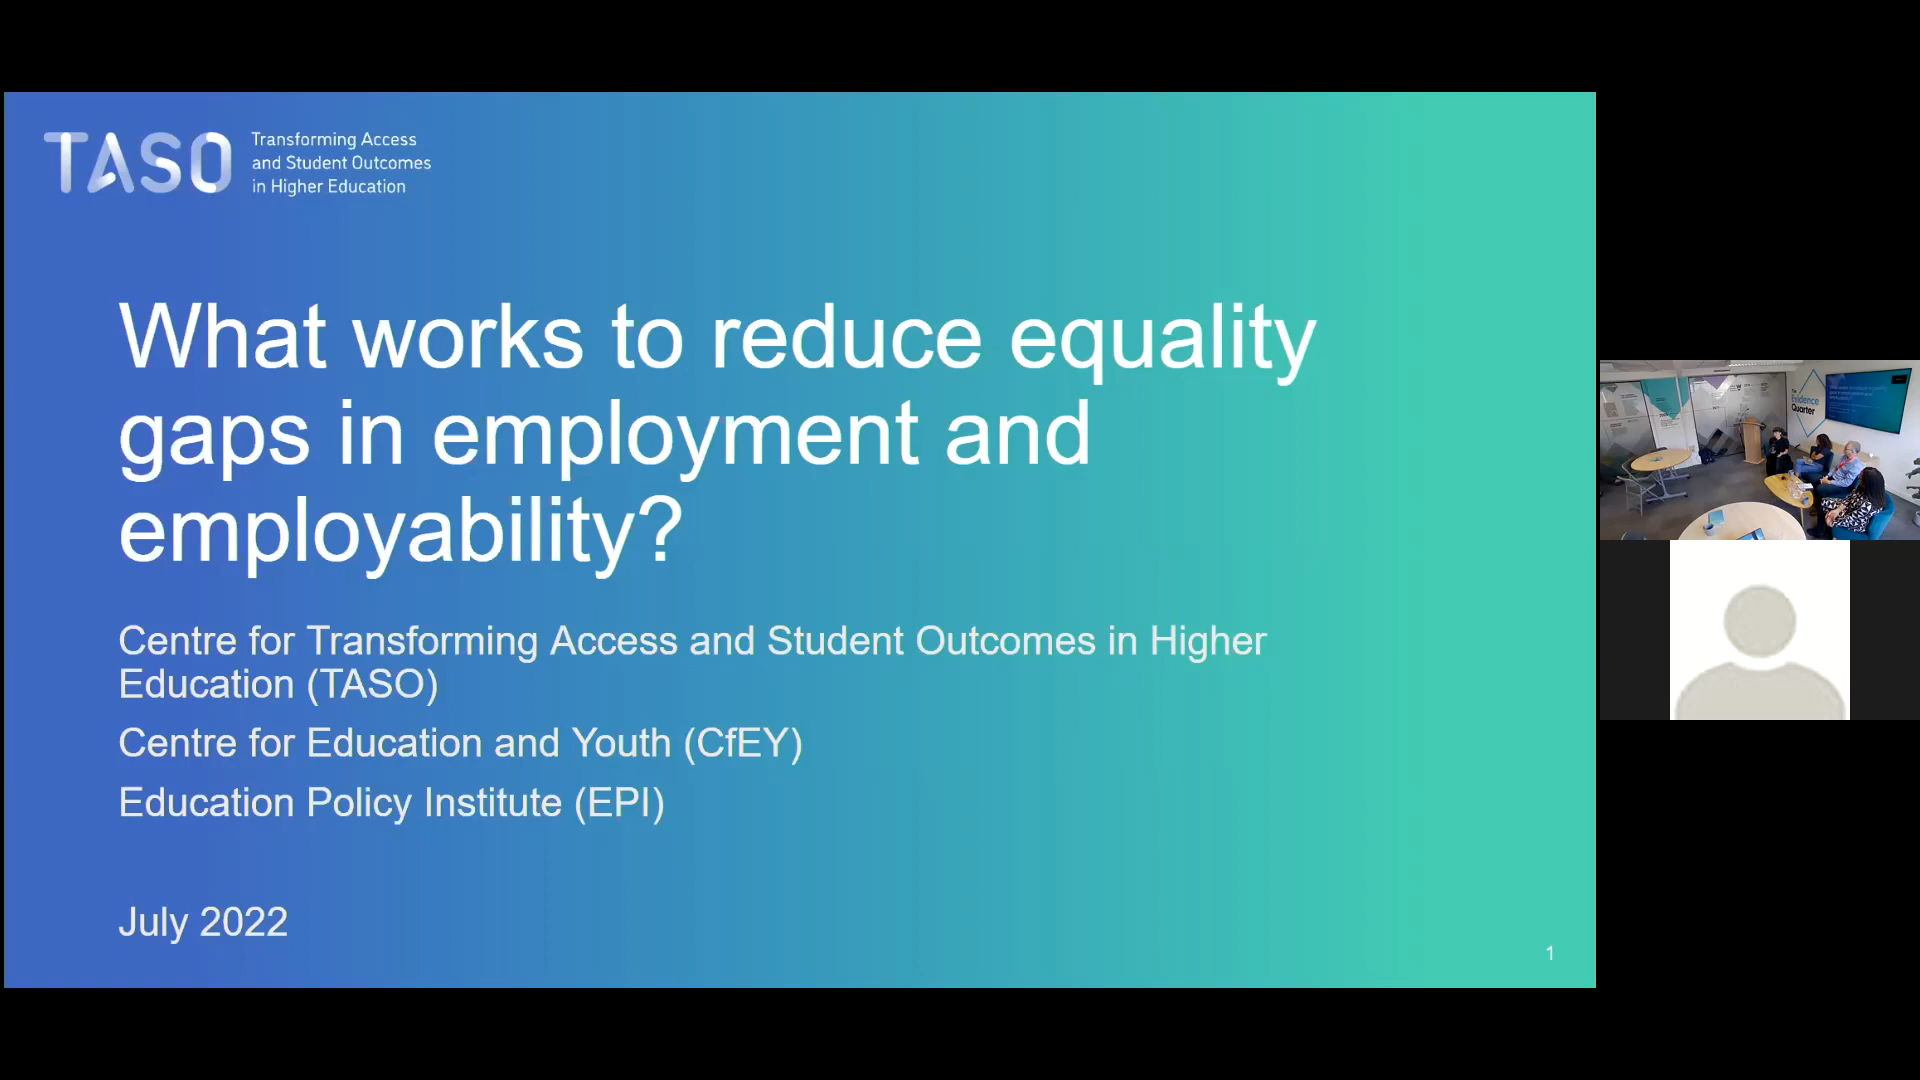 TASO
Transforming Access
and Student Outcomes
in Higher Education
What works to reduce equality
gaps in employment and
employability?
Centre for Transforming Access and Student Outcomes in Higher
Education (TASO)
Centre for Education and Youth (CfEY)
Education Policy Institute (EPI)
July 2022
1
Evidence
Quarter